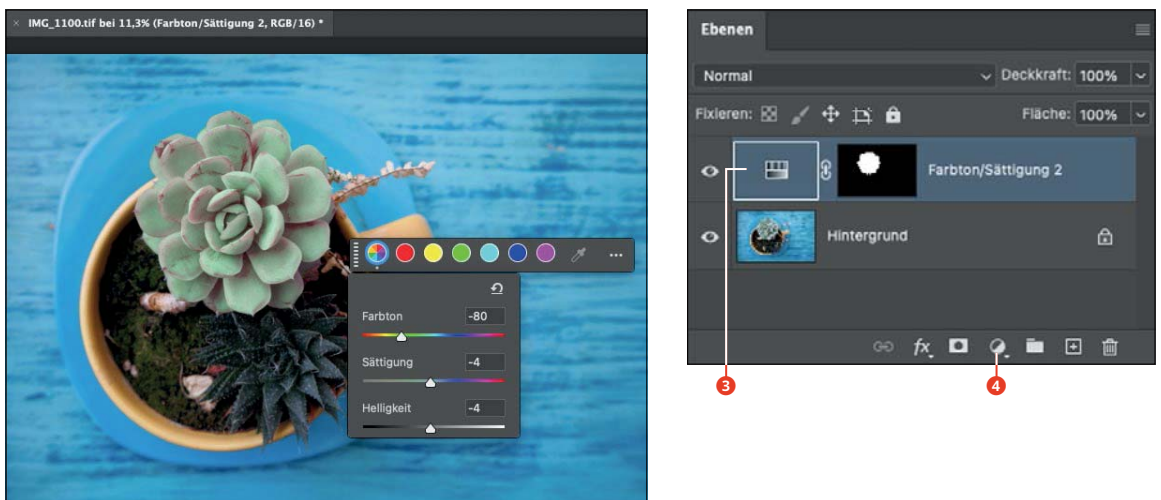 × IMG_1100.tif bei 11,3% (Farbton/Sättigung 2, RGB/16) *
Farbton -80
Sättigung -4
Helligkeit -4
Ebenen
Normal Deckkraft: 100%
Fixieren: Fläche: 100%
Farbton/Sättigung 2
Hintergrund
fx
3 4